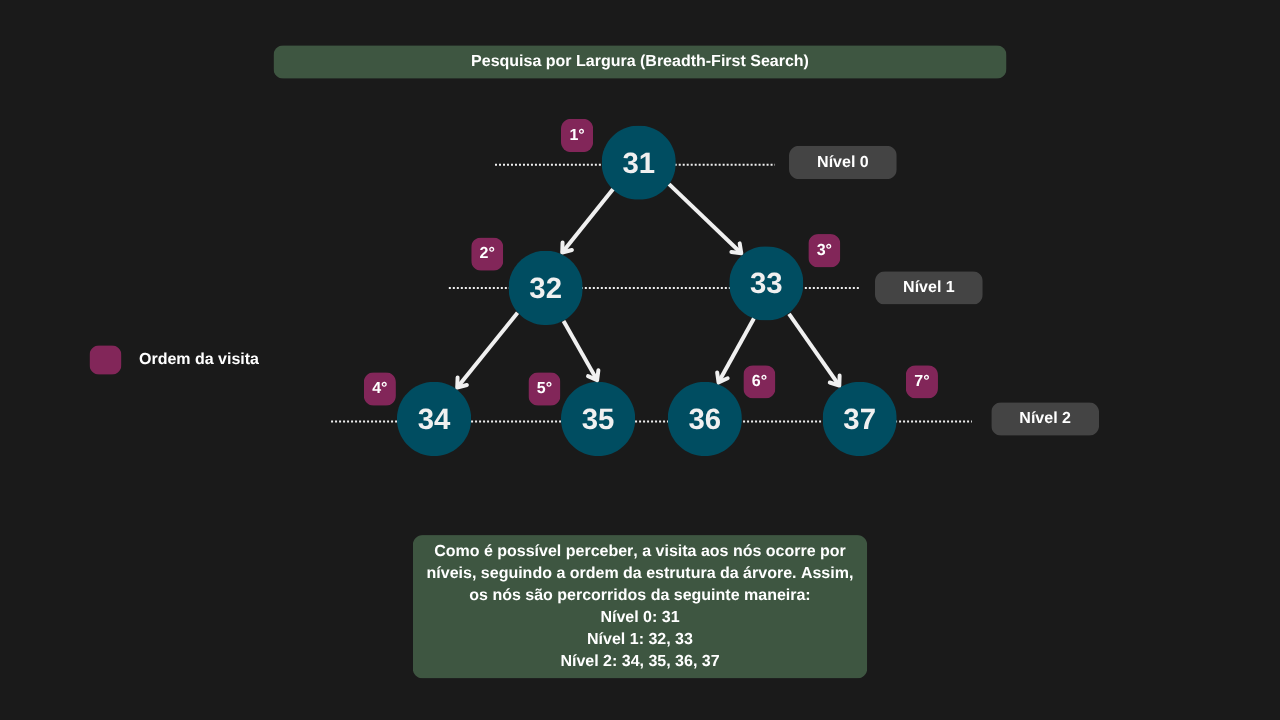 Pesquisa por Largura (Breadth-First Search)
1°
31
Nível 0
2°
32
33
3°
Nível 1
Ordem da visita
4°
34
5°
35
36
6°
37
7°
Nível 2
Como é possível perceber, a visita aos nós ocorre por
níveis, seguindo a ordem da estrutura da árvore. Assim,
os nós são percorridos da seguinte maneira:
Nível 0: 31
Nível 1: 32, 33
Nível 2: 34, 35, 36, 37